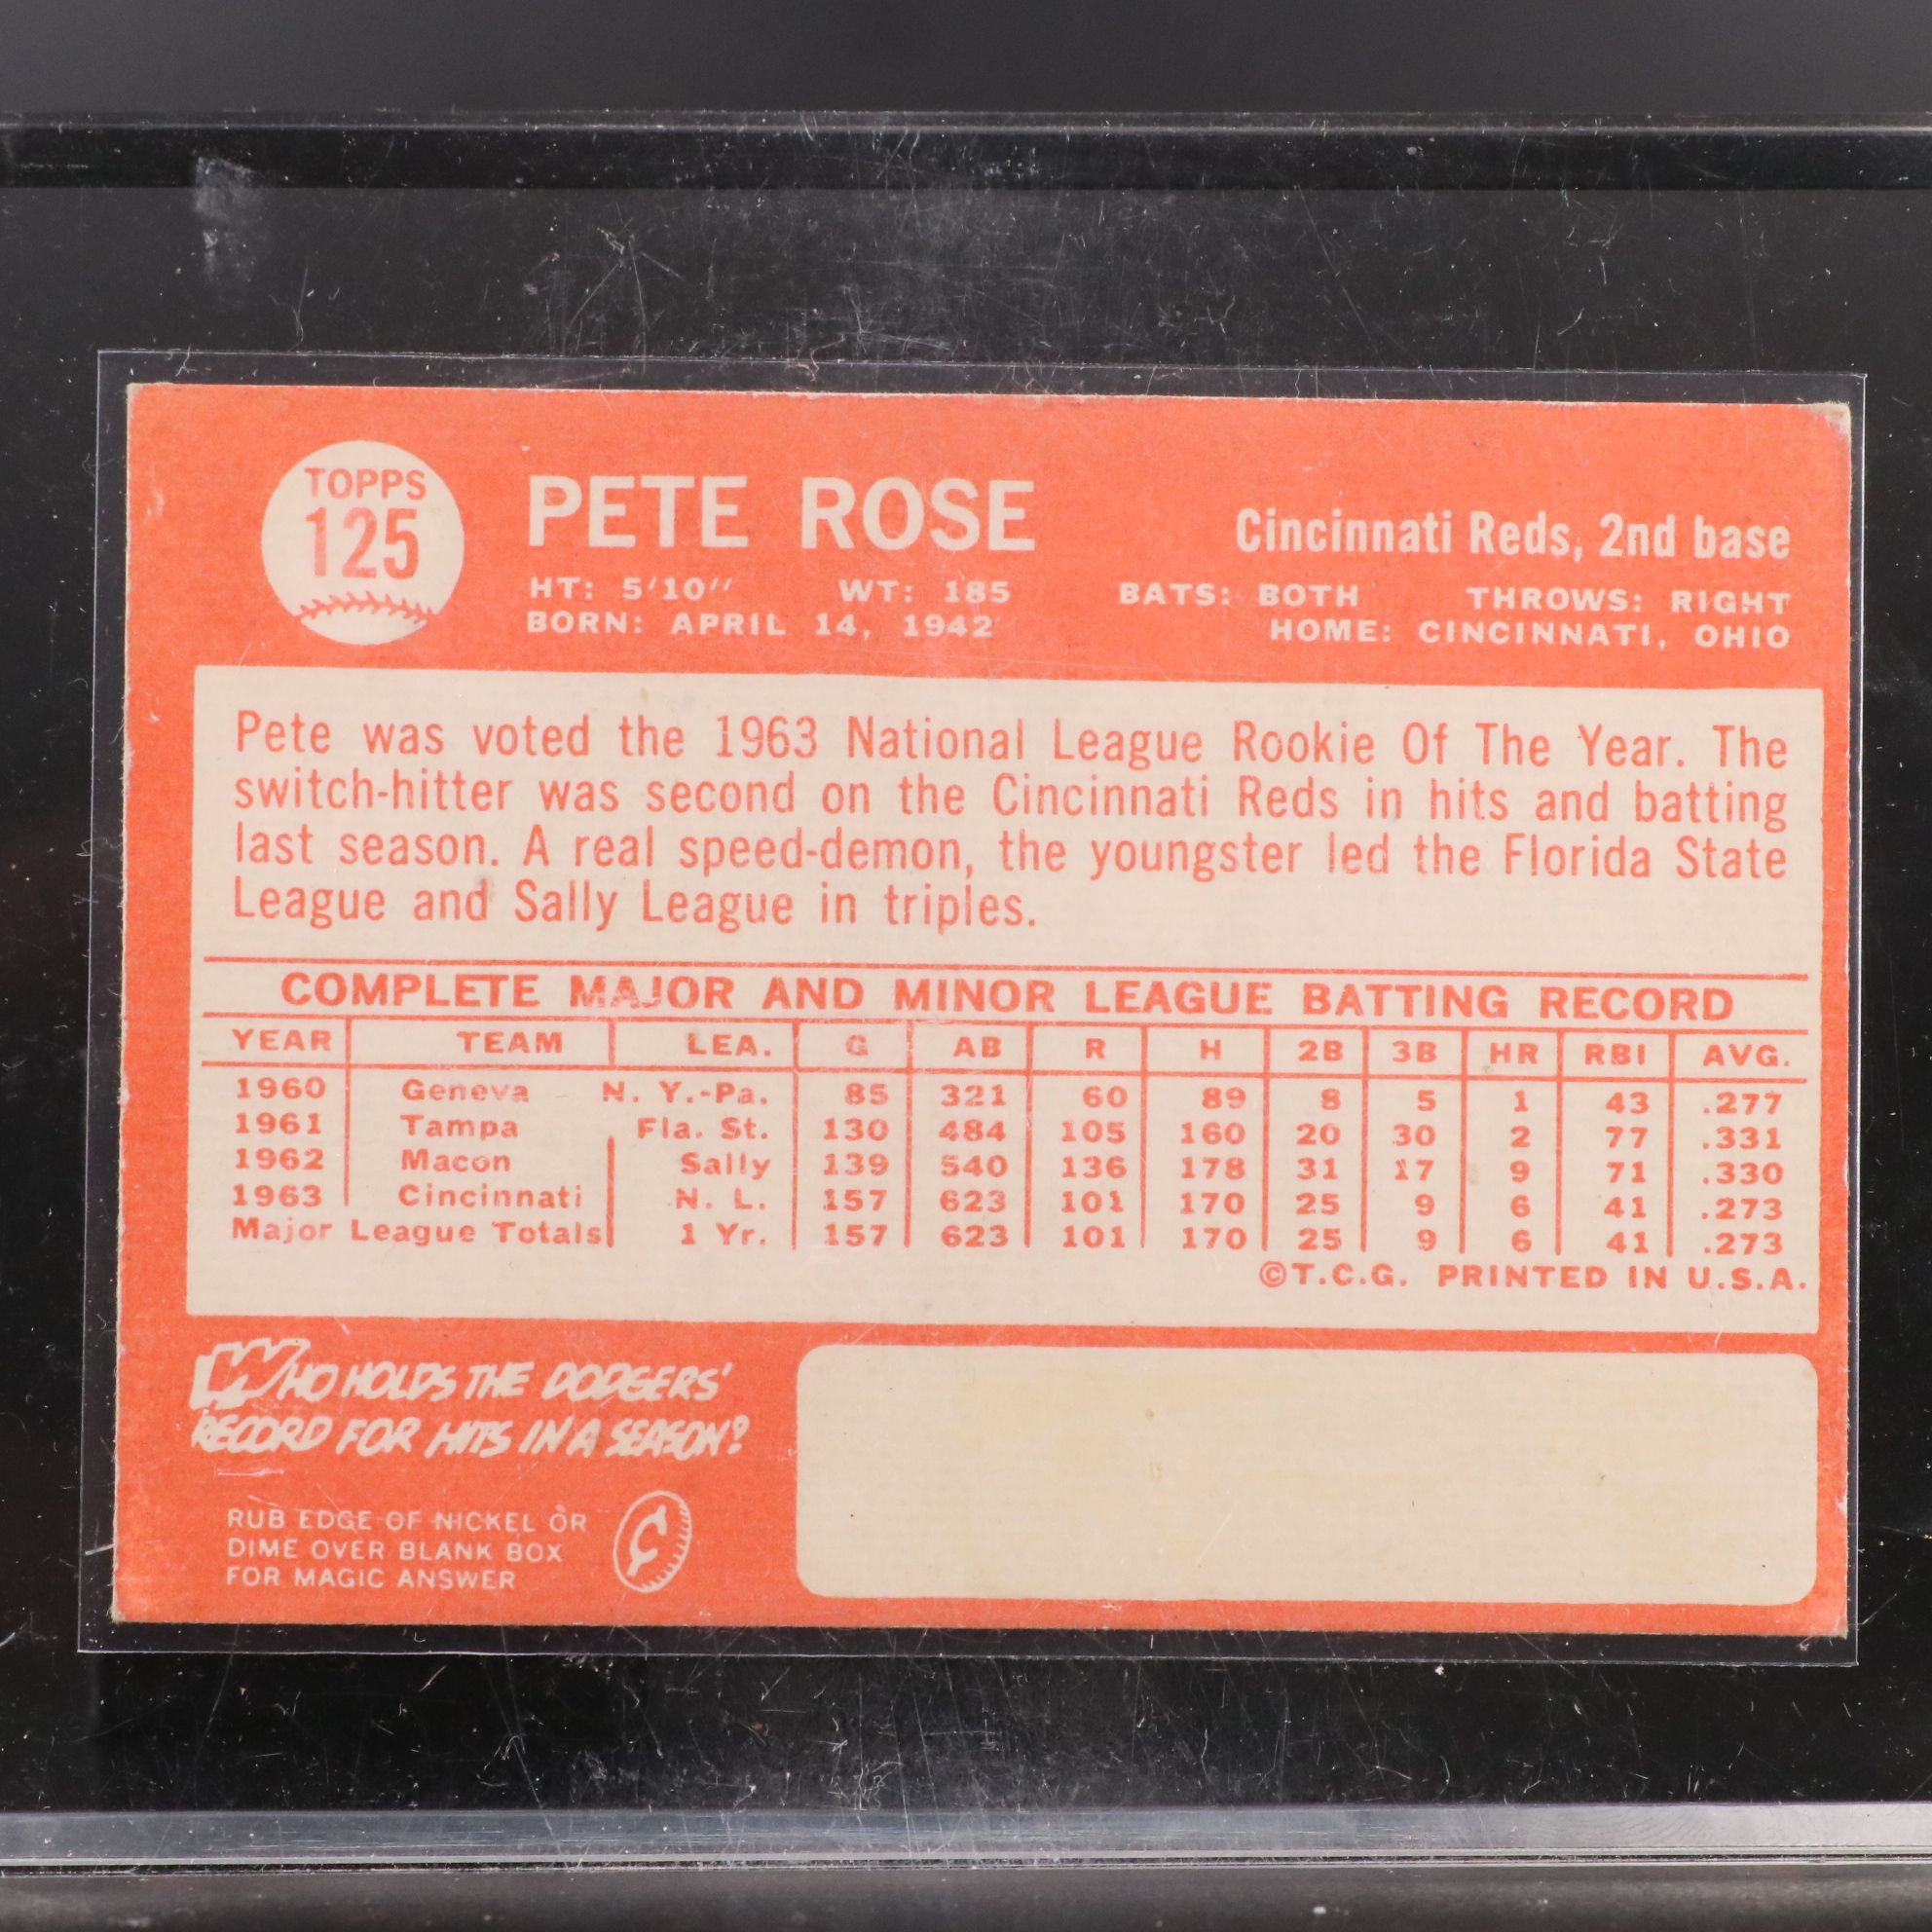 TOPPS
125
PETE ROSE
Cincinnati Reds, 2nd base
HT: 5'10" WT: 185 BATS: BOTH THROWS: RIGHT
BORN: APRIL 14, 1942 HOME: CINCINNATI, OHIO
Pete was voted the 1963 National League Rookie Of The Year. The
switch-hitter was second on the Cincinnati Reds in hits and batting
last season. A real speed-demon, the youngster led the Florida State
League and Sally League in triples.
COMPLETE MAJOR AND MINOR LEAGUE BATTING RECORD
YEAR TEAM LEA. G AB R H 2B 3B HR RBI AVG.
1960 Geneva N. Y.-Pa. 85 321 60 89 8 5 1 43 .277
1961 Tampa Fla. St. 130 484 105 160 20 30 2 77 .331
1962 Macon Sally 139 540 136 178 31 17 9 71 .330
1963 Cincinnati N. L. 157 623 101 170 25 9 6 41 .273
Major League Totals 1 Yr. 157 623 101 170 25 9 6 41 .273
©T.C.G. PRINTED IN U.S.A.
WHO HOLDS THE DODGERS'
RECORD FOR HITS IN A SEASON?
RUB EDGE OF NICKEL OR
DIME OVER BLANK BOX
FOR MAGIC ANSWER
¢